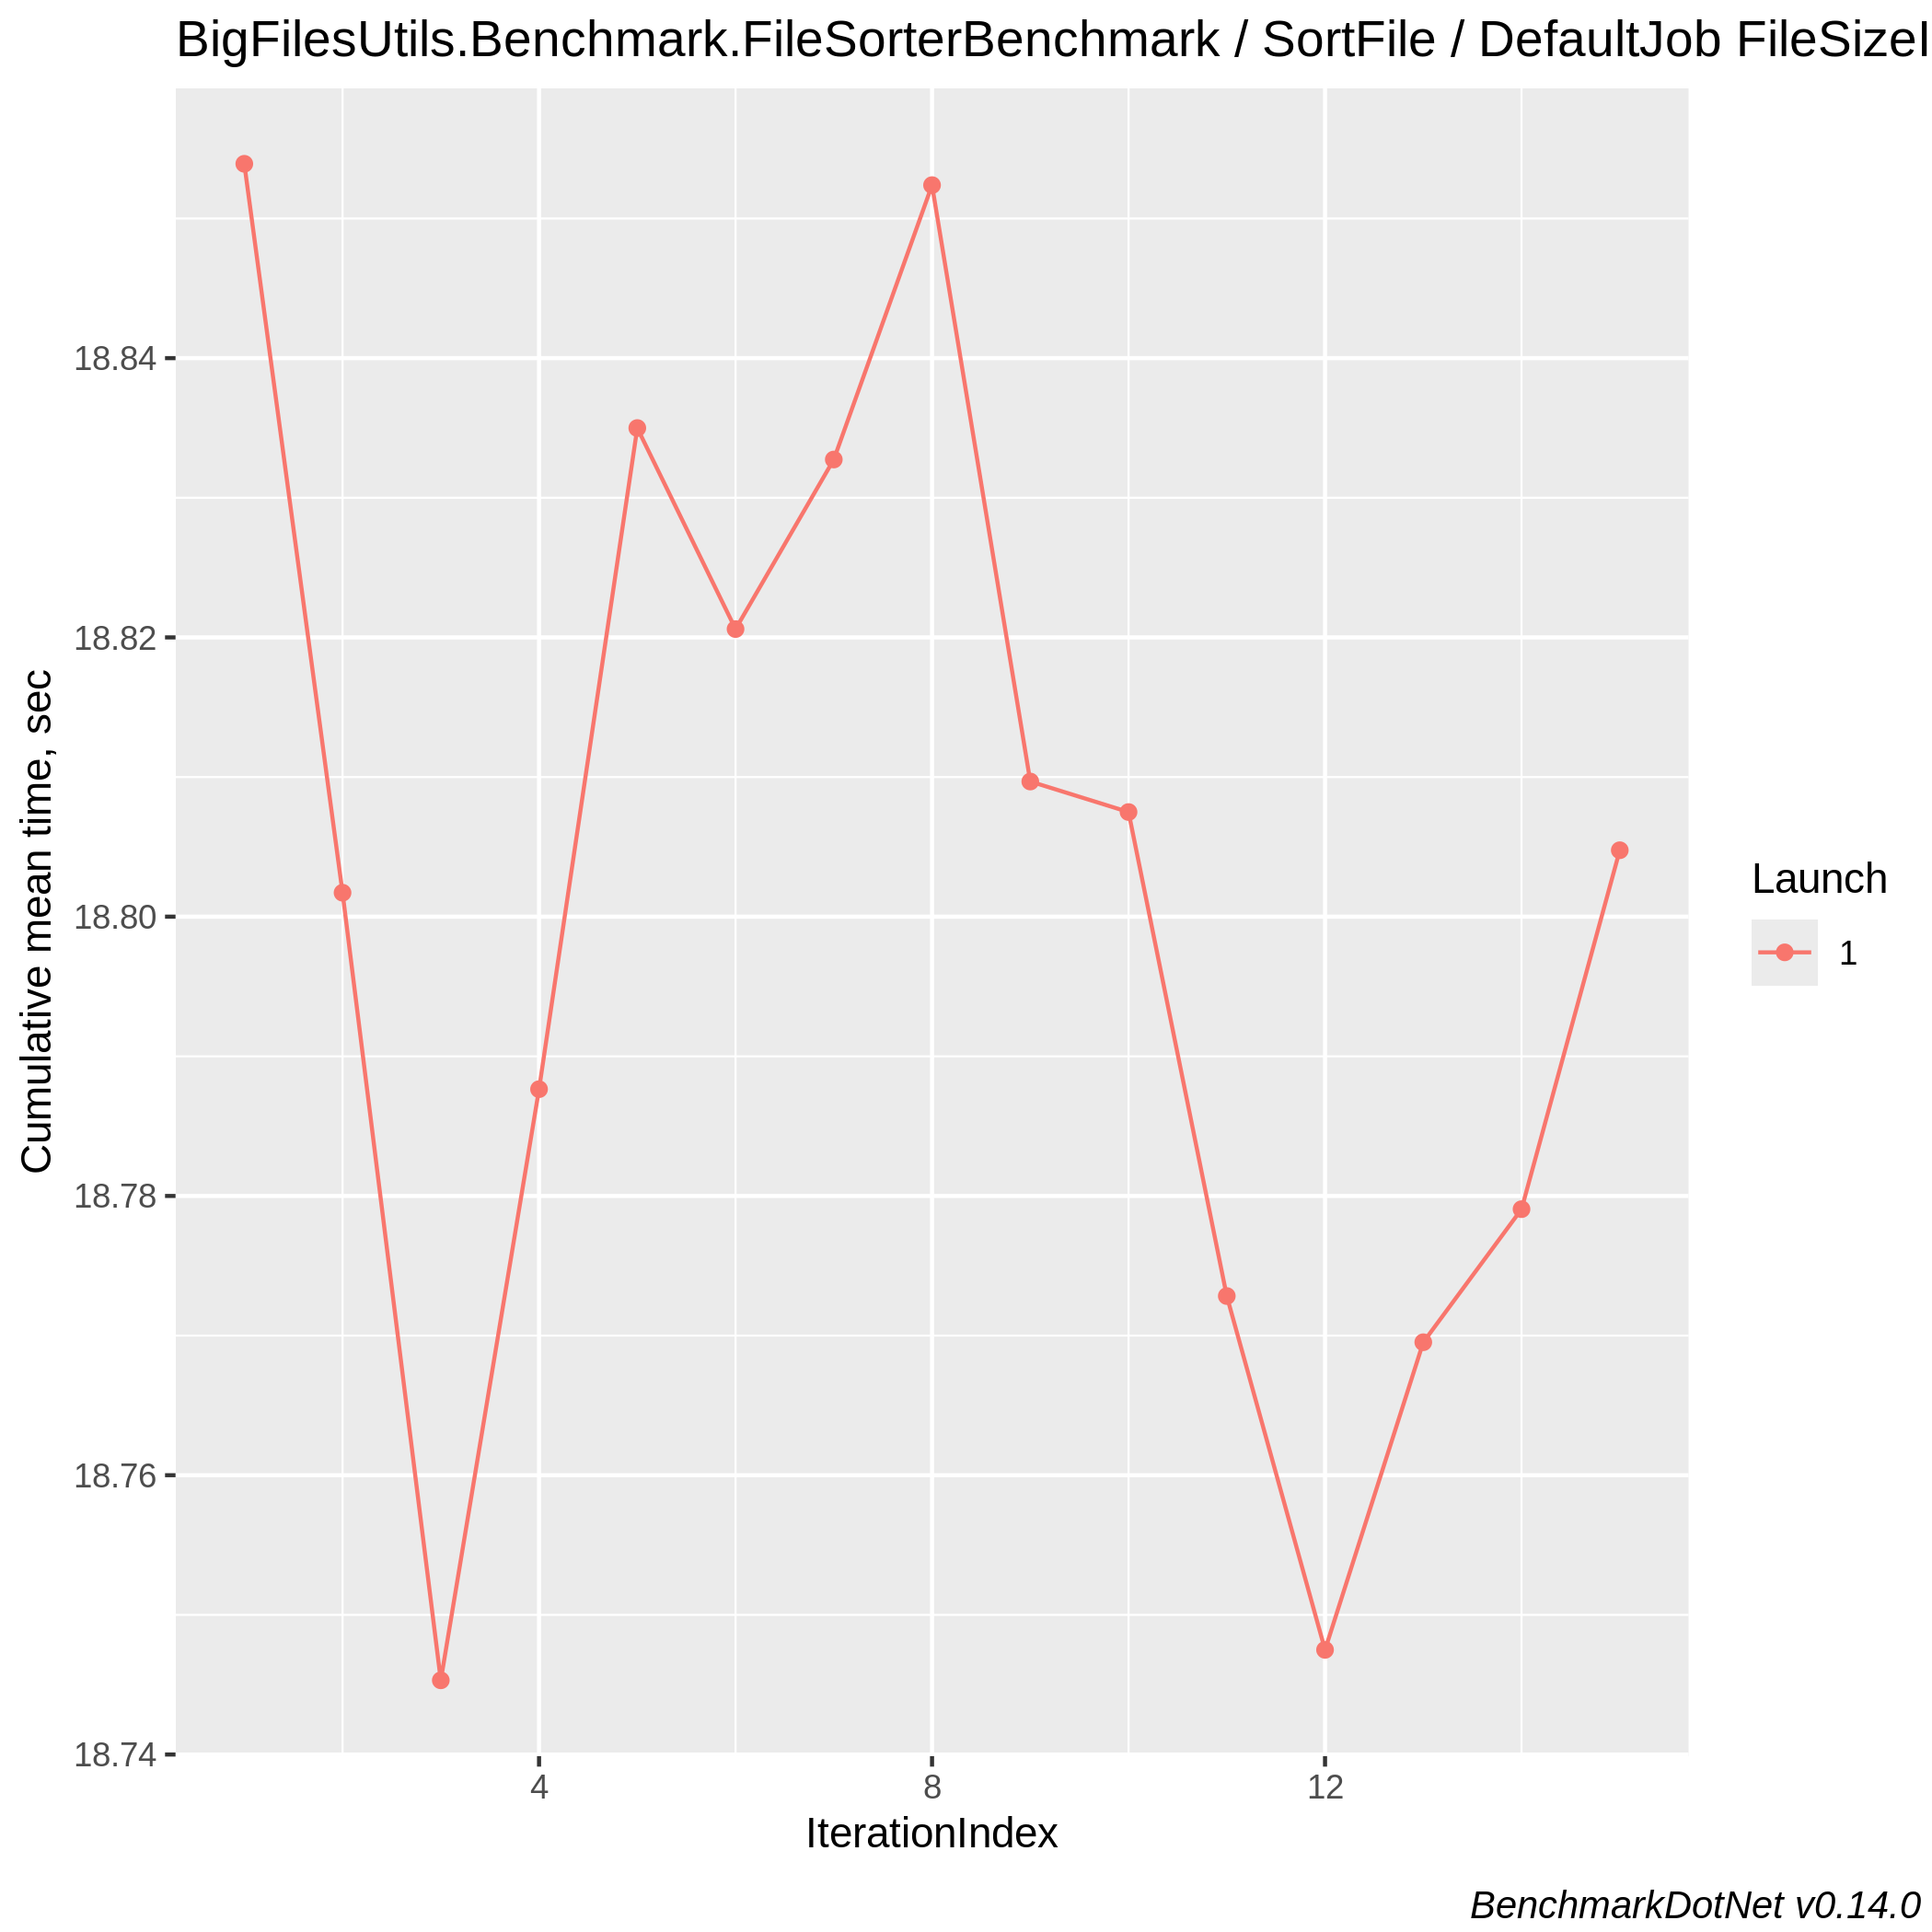 BigFilesUtils.Benchmark.FileSorterBenchmark / SortFile / DefaultJob FileSizeI
Cumulative mean time, sec
18.84
18.82
18.80
18.78
18.76
18.74
4
8
12
IterationIndex
Launch
1
BenchmarkDotNet v0.14.0